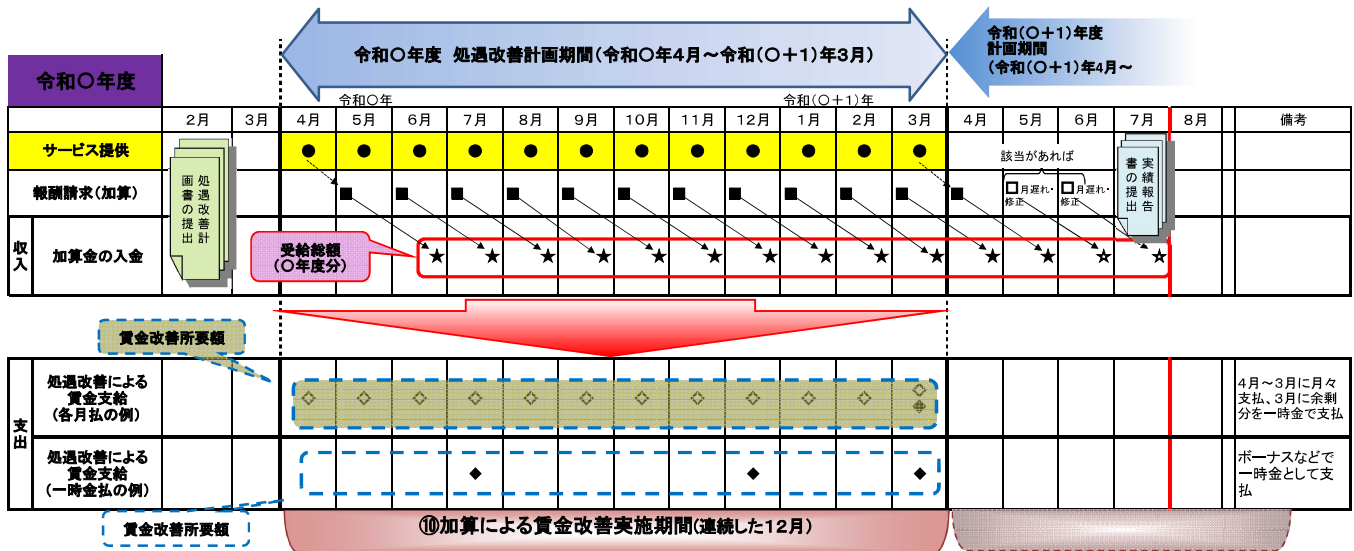 令和〇年度 処遇改善計画期間(令和〇年4月～令和(〇＋1)年3月)
令和(〇＋1)年度
計画期間
(令和(〇＋1)年4月～
令和〇年度
令和〇年
令和(〇＋1)年
2月 3月 4月 5月 6月 7月 8月 9月 10月 11月 12月 1月 2月 3月 4月 5月 6月 7月 8月 備考
サービス提供 ● ● ● ● ● ● ● ● ● ● ● ●
処遇改善計
画書の提出
該当があれば
実績報告
書の提出
報酬請求(加算) ■ ■ ■ ■ ■ ■ ■ ■ ■ ■ ■ ■
□月遅れ・
修正
□月遅れ・
修正
収入
加算金の入金
受給総額
(〇年度分)
★ ★ ★ ★ ★ ★ ★ ★ ★ ★ ★ ★ ☆ ☆
賃金改善所要額
支出
処遇改善による
賃金支給
(各月払の例)
◇ ◇ ◇ ◇ ◇ ◇ ◇ ◇ ◇ ◇ ◇ ◇
◆
4月～3月に月々
支払、3月に余剰
分を一時金で支払
処遇改善による
賃金支給
(一時金払の例)
◆ ◆ ◆
ボーナスなどで
一時金として支
払
賃金改善所要額
⑩加算による賃金改善実施期間(連続した12月)